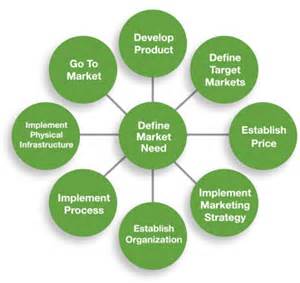 Develop
Product
Define
Target
Markets
Establish
Price
Implement
Marketing
Strategy
Establish
Organization
Implement
Process
Implement
Physical
Infrastructure
Go To
Market
Define
Market
Need